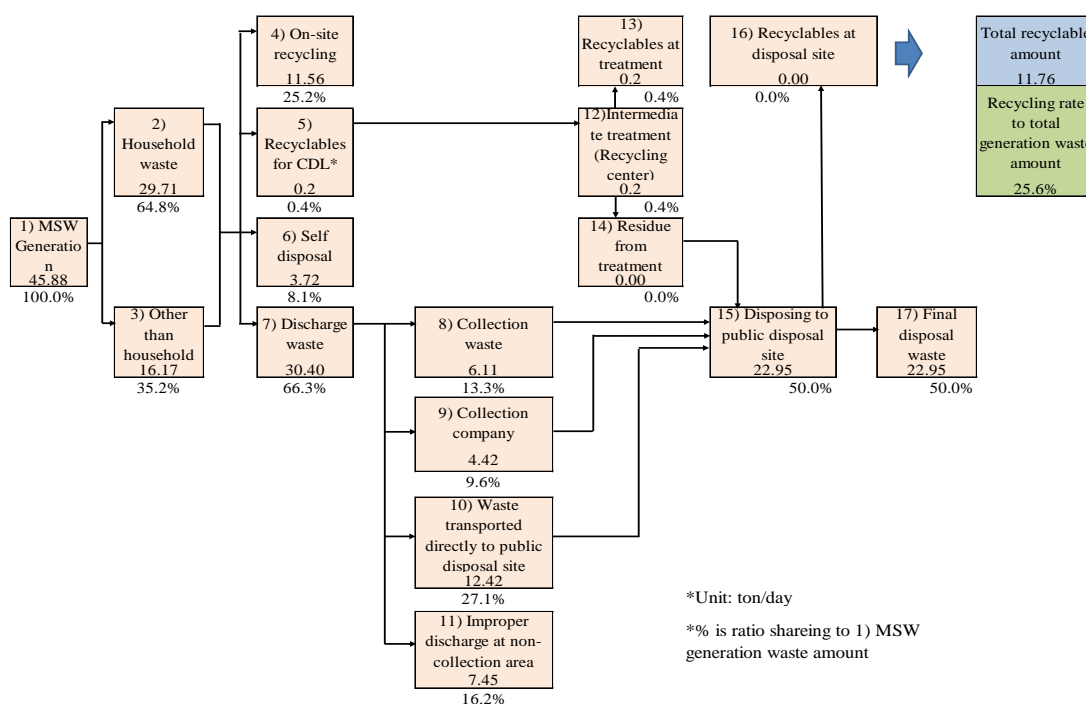 1) MSW
Generatio
n
45.88
100.0%
2)
Household
waste
29.71
64.8%
3) Other
than
household
16.17
35.2%
4) On-site
recycling
11.56
25.2%
5)
Recyclables
for CDL*
0.2
0.4%
6) Self
disposal
3.72
8.1%
7) Discharge
waste
30.40
66.3%
8) Collection
waste
6.11
13.3%
9) Collection
company
4.42
9.6%
10) Waste
transported
directly to public
disposal site
12.42
27.1%
11) Improper
discharge at non-
collection area
7.45
16.2%
13)
Recyclables at
treatment
0.2
0.4%
12)Intermedia
te treatment
(Recycling
center)
0.2
0.4%
14) Residue
from
treatment
0.00
0.0%
16) Recyclables at
disposal site
0.00
0.0%
15) Disposing to
public disposal
site
22.95
50.0%
17) Final
disposal
waste
22.95
50.0%
Total recyclable
amount
11.76
Recycling rate
to total
generation waste
amount
25.6%
*Unit: ton/day
*% is ratio shareing to 1) MSW
generation waste amount